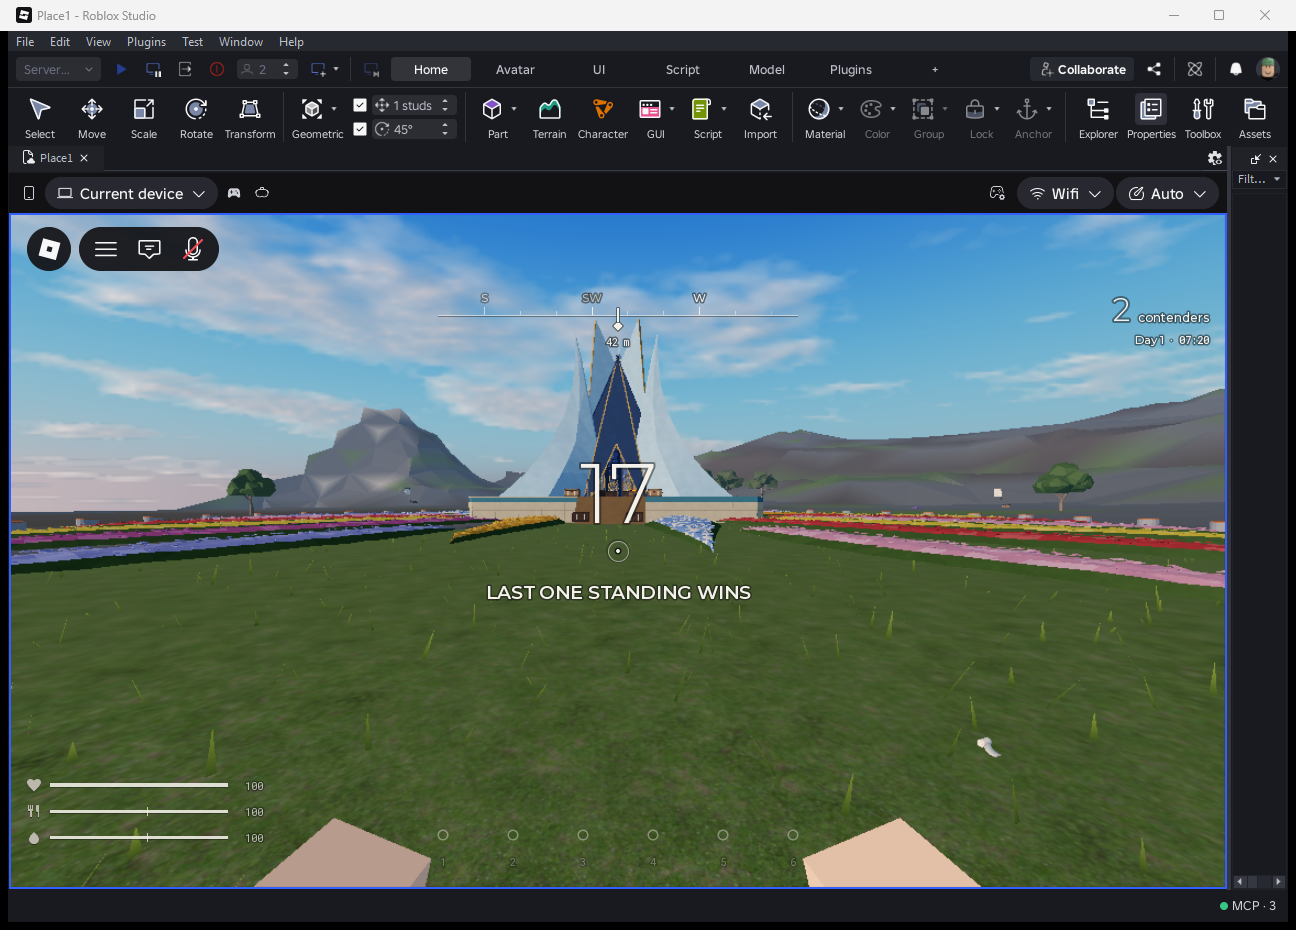 Place1 - Roblox Studio
File Edit View Plugins Test Window Help
Server... 2 Home Avatar UI Script Model Plugins + Collaborate
1 studs
45°
Select Move Scale Rotate Transform Geometric Part Terrain Character GUI Script Import Material Color Group Lock Anchor Explorer Properties Toolbox Assets
Place1
Filt...
Current device Wifi Auto
S SW W
42 m
2 contenders
Day1 · 07:20
17
LAST ONE STANDING WINS
100
100
100
1 2 3 4 5 6
MCP · 3